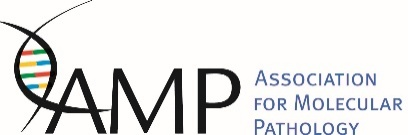 AMP
ASSOCIATION
FOR MOLECULAR
PATHOLOGY